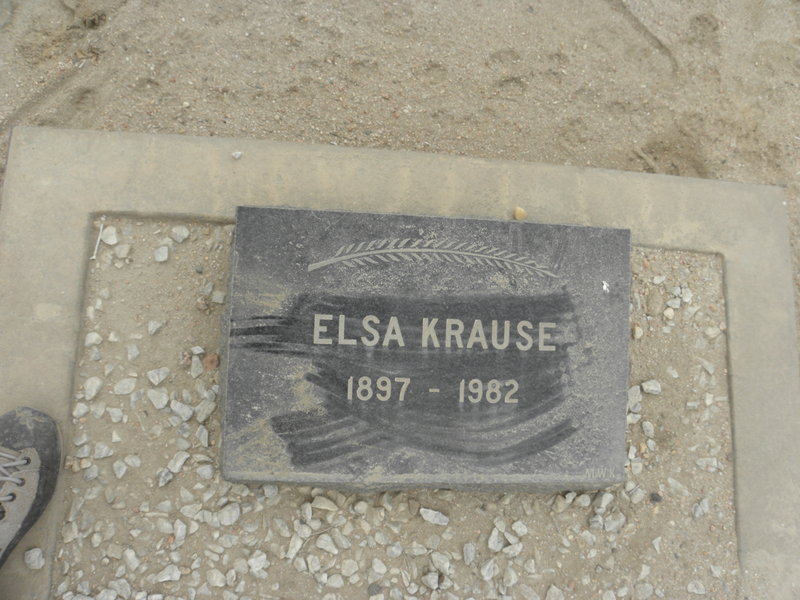 ELSA KRAUSE
1897 - 1982
M.W.K.